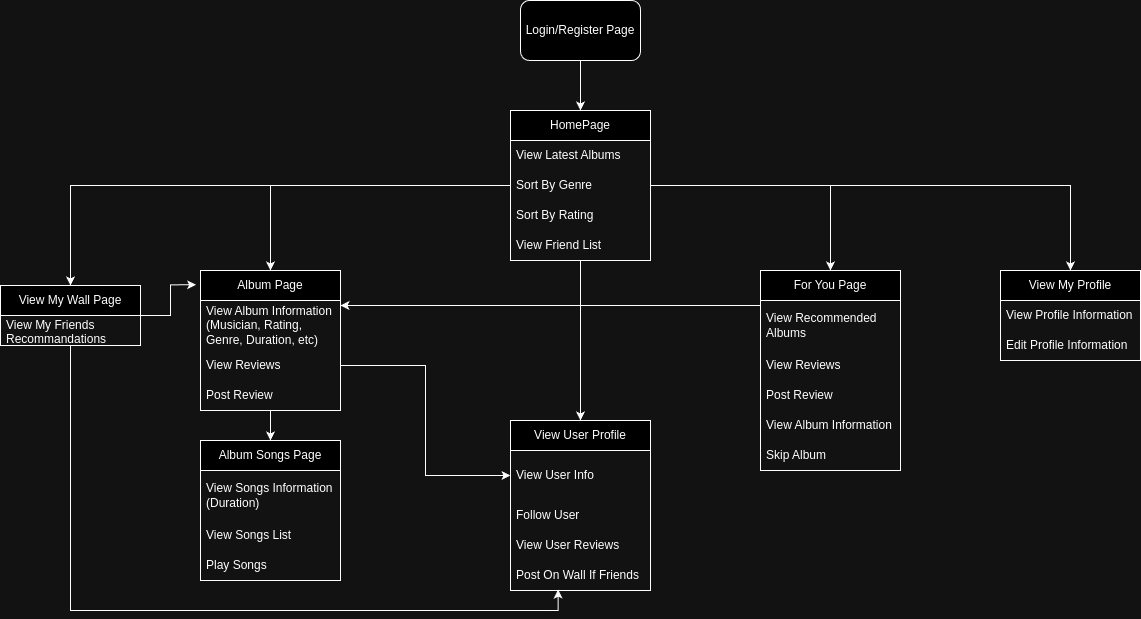 Login/Register Page
HomePage
View Latest Albums
Sort By Genre
Sort By Rating
View Friend List
View My Wall Page
View My Friends
Recommandations
Album Page
View Album Information
(Musician, Rating,
Genre, Duration, etc)
View Reviews
Post Review
Album Songs Page
View Songs Information
(Duration)
View Songs List
Play Songs
View User Profile
View User Info
Follow User
View User Reviews
Post On Wall If Friends
For You Page
View Recommended
Albums
View Reviews
Post Review
View Album Information
Skip Album
View My Profile
View Profile Information
Edit Profile Information